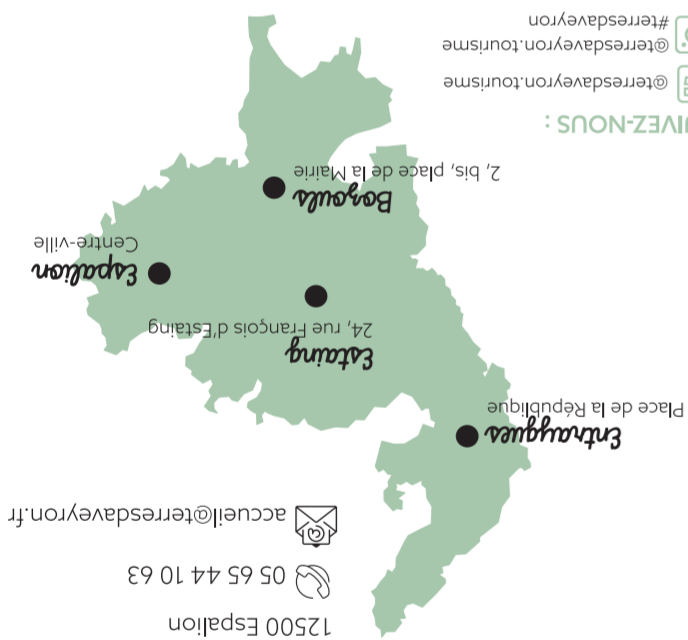 12500 Espalion
05 65 44 10 63
accueil@terresdaveyron.fr
Entraygues
Place de la République
Estaing
24, rue François d'Estaing
Espalion
Centre-ville
Bozouls
2, bis, place de la Mairie
IVEZ-NOUS :
@terresdaveyron.tourisme
@terresdaveyron.tourisme
#terresdaveyron